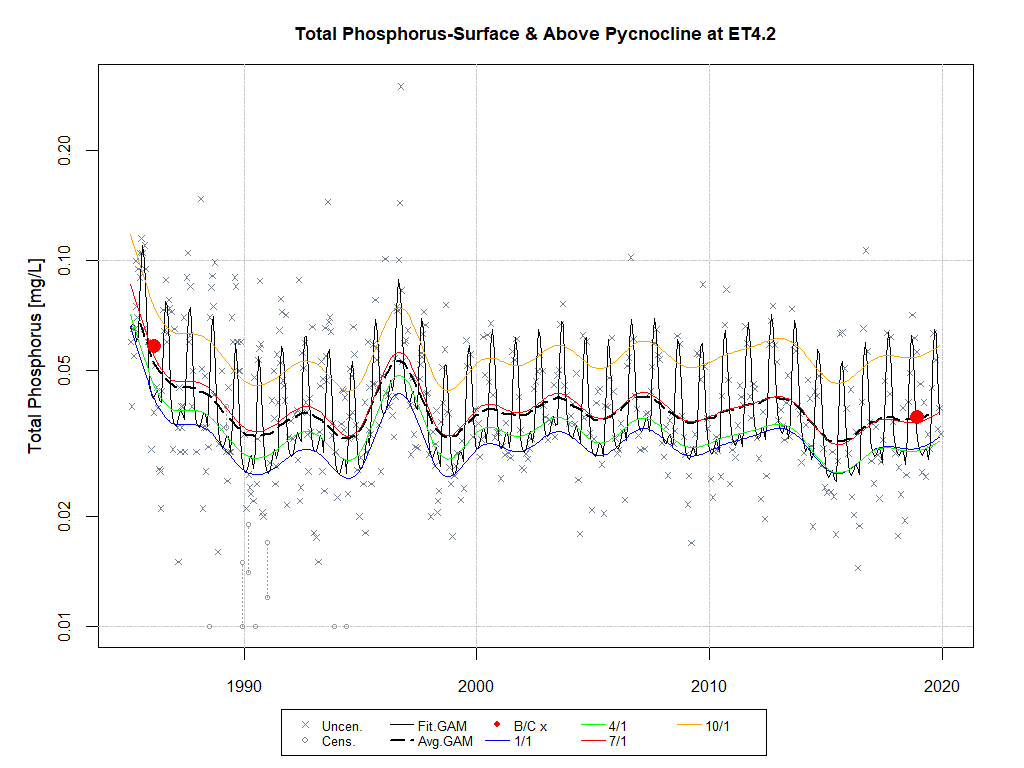 Total Phosphorus-Surface & Above Pycnocline at ET4.2
Total Phosphorus [mg/L]
0.20
0.10
0.05
0.02
0.01
1990 2000 2010 2020
Uncen. Fit.GAM B/C x 4/1 10/1
Cens. Avg.GAM 1/1 7/1